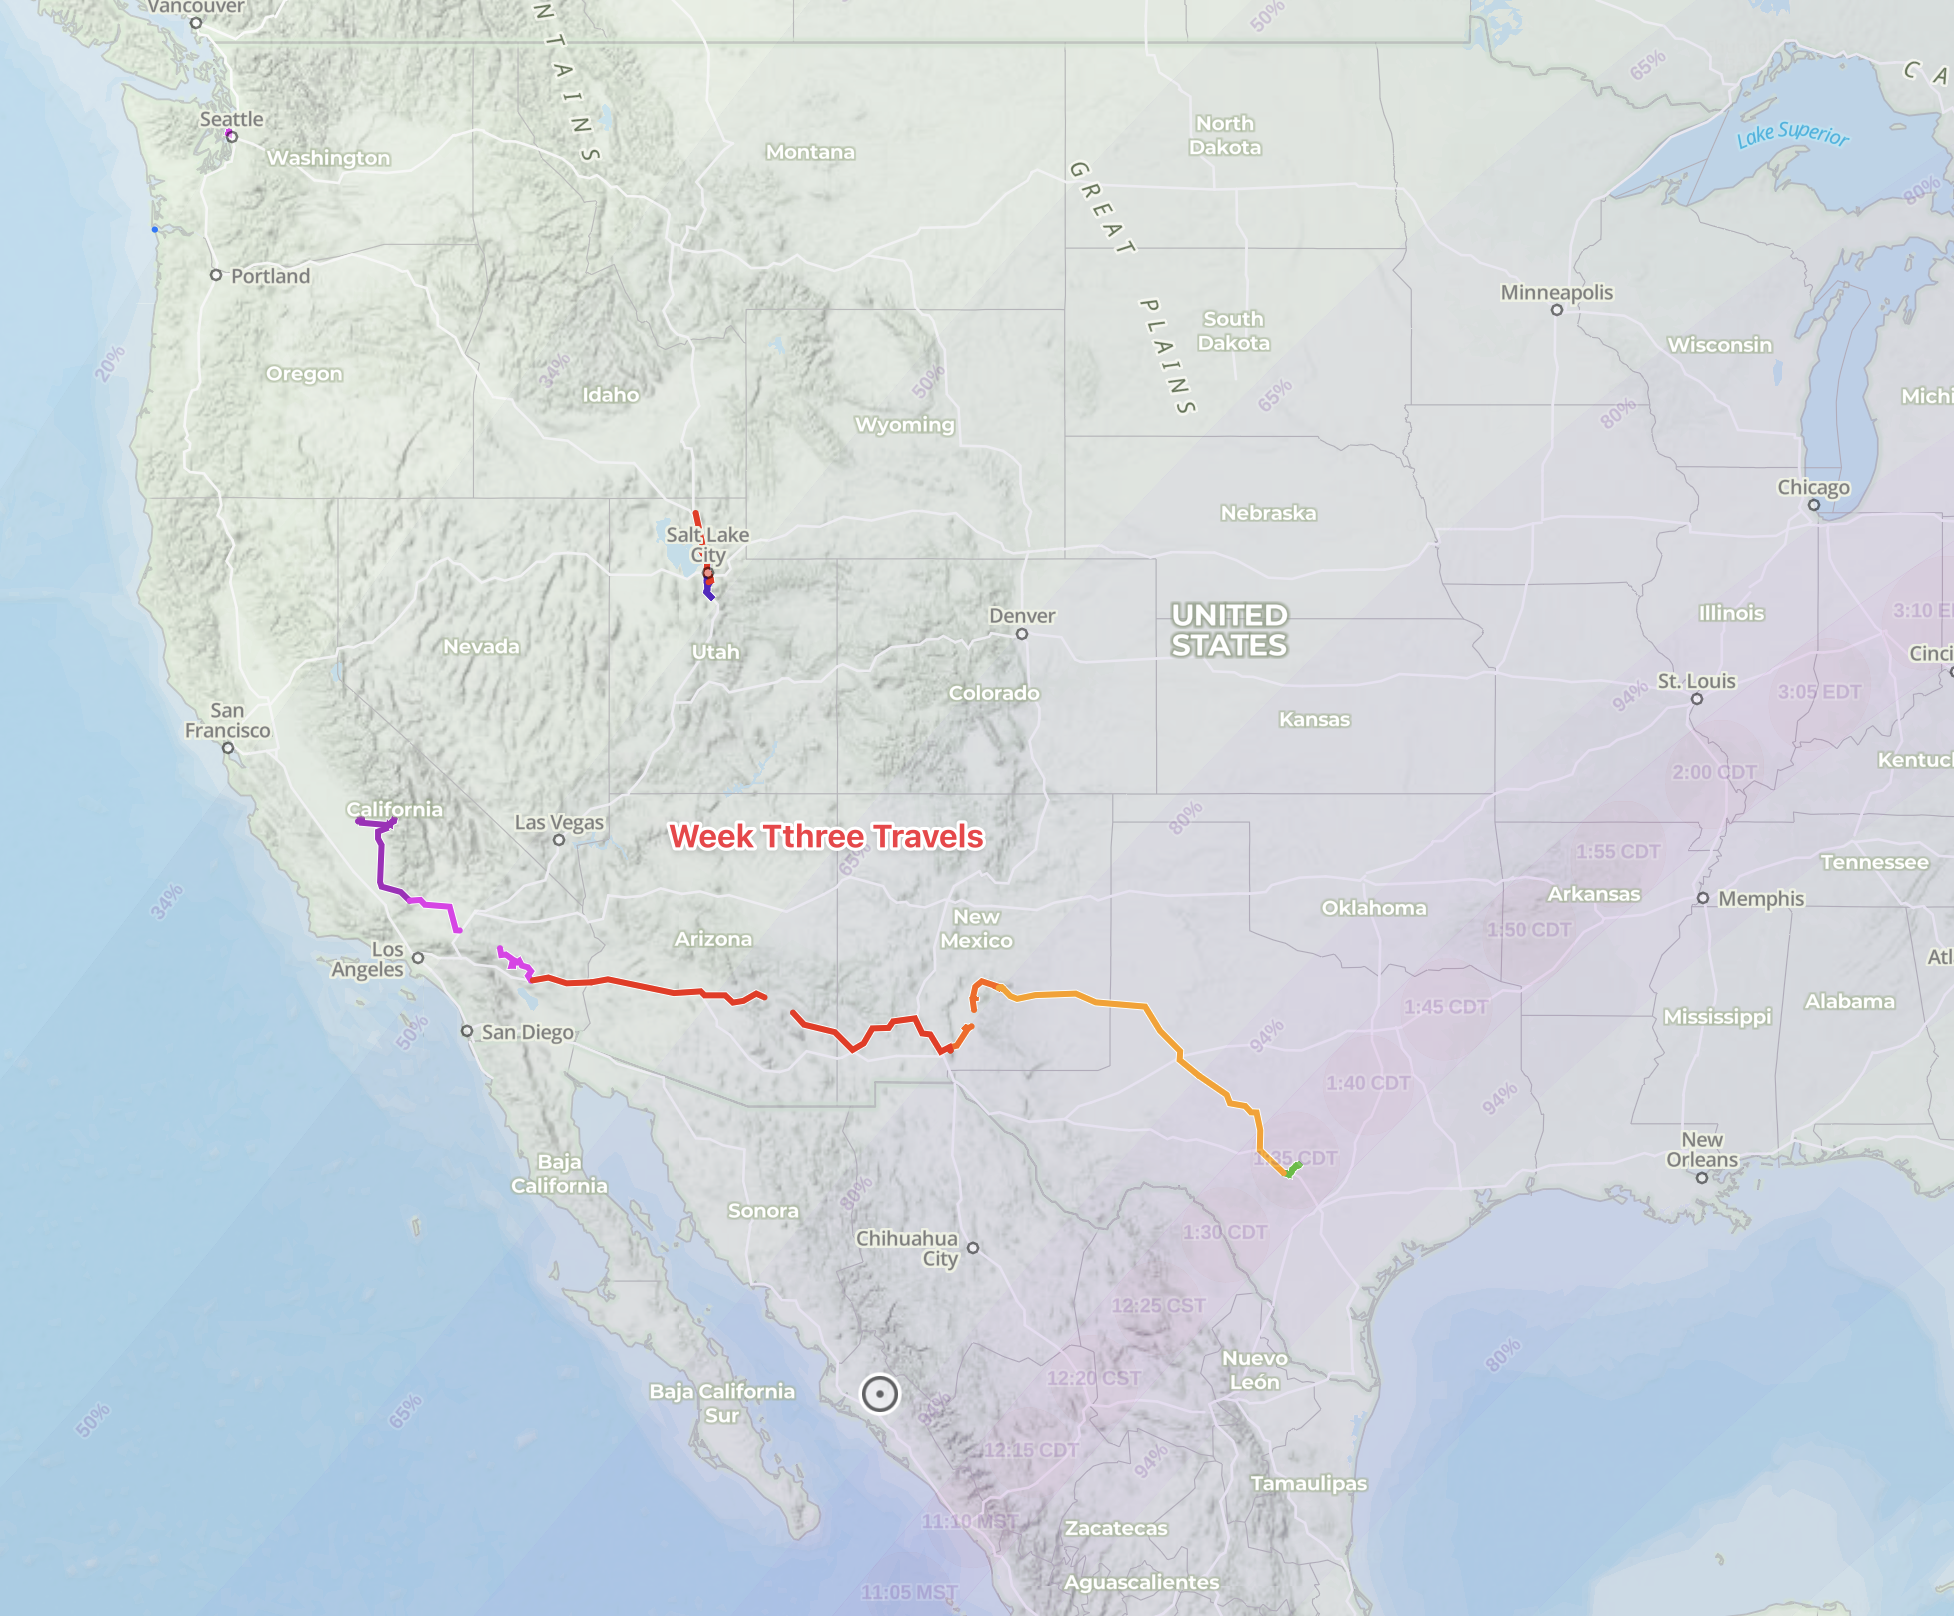 Vancouver
N T A I N S
50%
65%
C A
Seattle
Washington
Montana
North
Dakota
Lake Superior
80%
GREAT
PLAINS
Portland
Minneapolis
South
Dakota
Wisconsin
20%
Oregon
34%
Idaho
50%
65%
80%
Michi
Wyoming
Chicago
Nebraska
Salt Lake
City
Denver
UNITED
STATES
Illinois
3:10 E
Nevada
Utah
Cinci
Colorado
St. Louis
94%
3:05 EDT
San
Francisco
Kansas
Kentuc
2:00 CDT
California
Las Vegas
Week Tthree Travels
65%
80%
1:55 CDT
Tennessee
34%
New
Mexico
Oklahoma
Arkansas
Memphis
Los
Angeles
Arizona
1:50 CDT
Atl
San Diego
50%
94%
1:45 CDT
Mississippi
Alabama
1:40 CDT
94%
Baja
California
1:35 CDT
New
Orleans
Sonora
80%
1:30 CDT
Chihuahua
City
12:25 CST
Nuevo
León
80%
12:20 CST
Baja California
Sur
50%
65%
94%
12:15 CDT
94%
Tamaulipas
11:10 MST
Zacatecas
11:05 MST
Aguascalientes